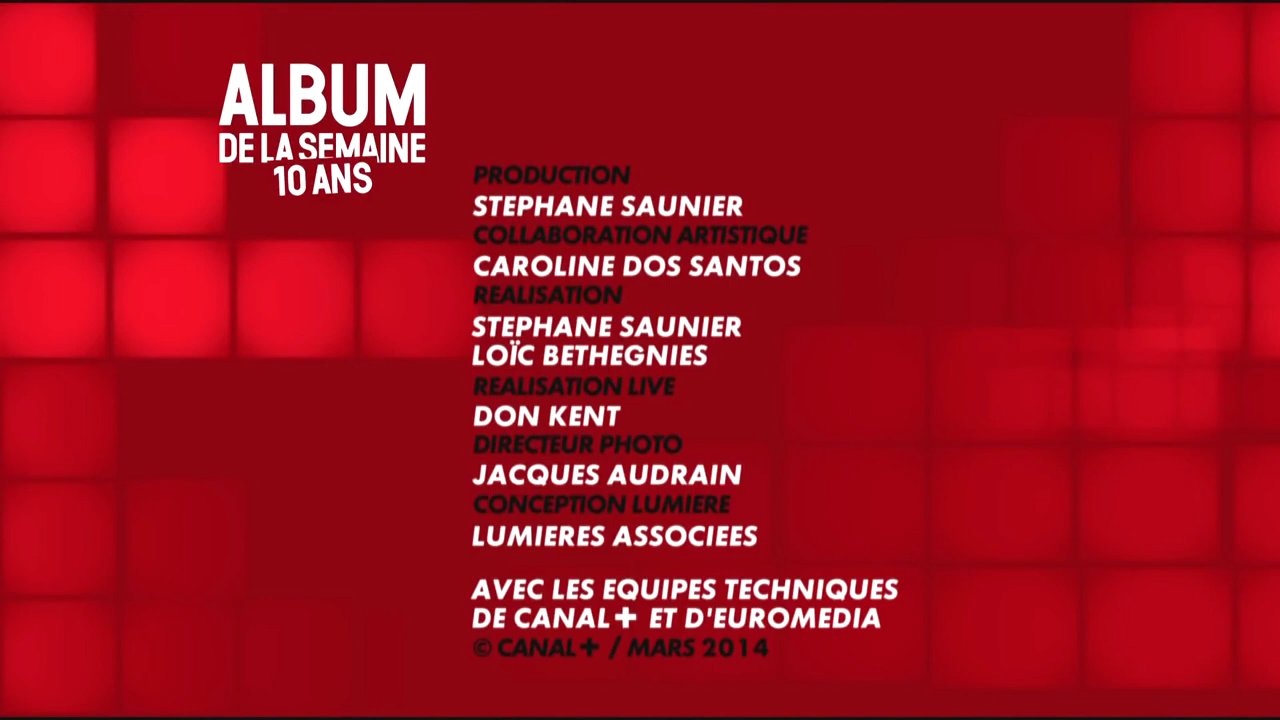 ALBUM
DE LA SEMAINE
10 ANS
PRODUCTION
STEPHANE SAUNIER
COLLABORATION ARTISTIQUE
CAROLINE DOS SANTOS
REALISATION
STEPHANE SAUNIER
LOÏC BETHEGNIES
REALISATION LIVE
DON KENT
DIRECTEUR PHOTO
JACQUES AUDRAIN
CONCEPTION LUMIERE
LUMIERES ASSOCIEES
AVEC LES EQUIPES TECHNIQUES
DE CANAL+ ET D'EUROMEDIA
© CANAL+ / MARS 2014